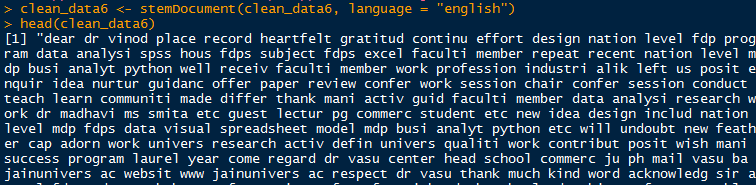 > clean_data6 <- stemDocument(clean_data6, language = "english")
> head(clean_data6)
[1] "dear dr vinod place record heartfelt gratitud continu effort design nation level fdp prog
ram data analysi spss hous fdps subject fdps excel faculti member repeat recent nation level m
dp busi analyt python well receiv faculti member work profession industri alik left us posit e
nquir idea nurtur guidanc offer paper review confer work session chair confer session conduct
teach learn communiti made differ thank mani activ guid faculti member data analysi research w
ork dr madhavi ms smita etc guest lectur pg commerc student etc new idea design includ nation
level mdp fdps data visual spreadsheet model mdp busi analyt python etc will undoubt new feath
er cap adorn work univers research activ defin univers qualiti work contribut posit wish mani
success program laurel year come regard dr vasu center head school commerc ju ph mail vasu ba
jainunivers ac websit www jainunivers ac respect dr vasu thank much kind word acknowledg sir a